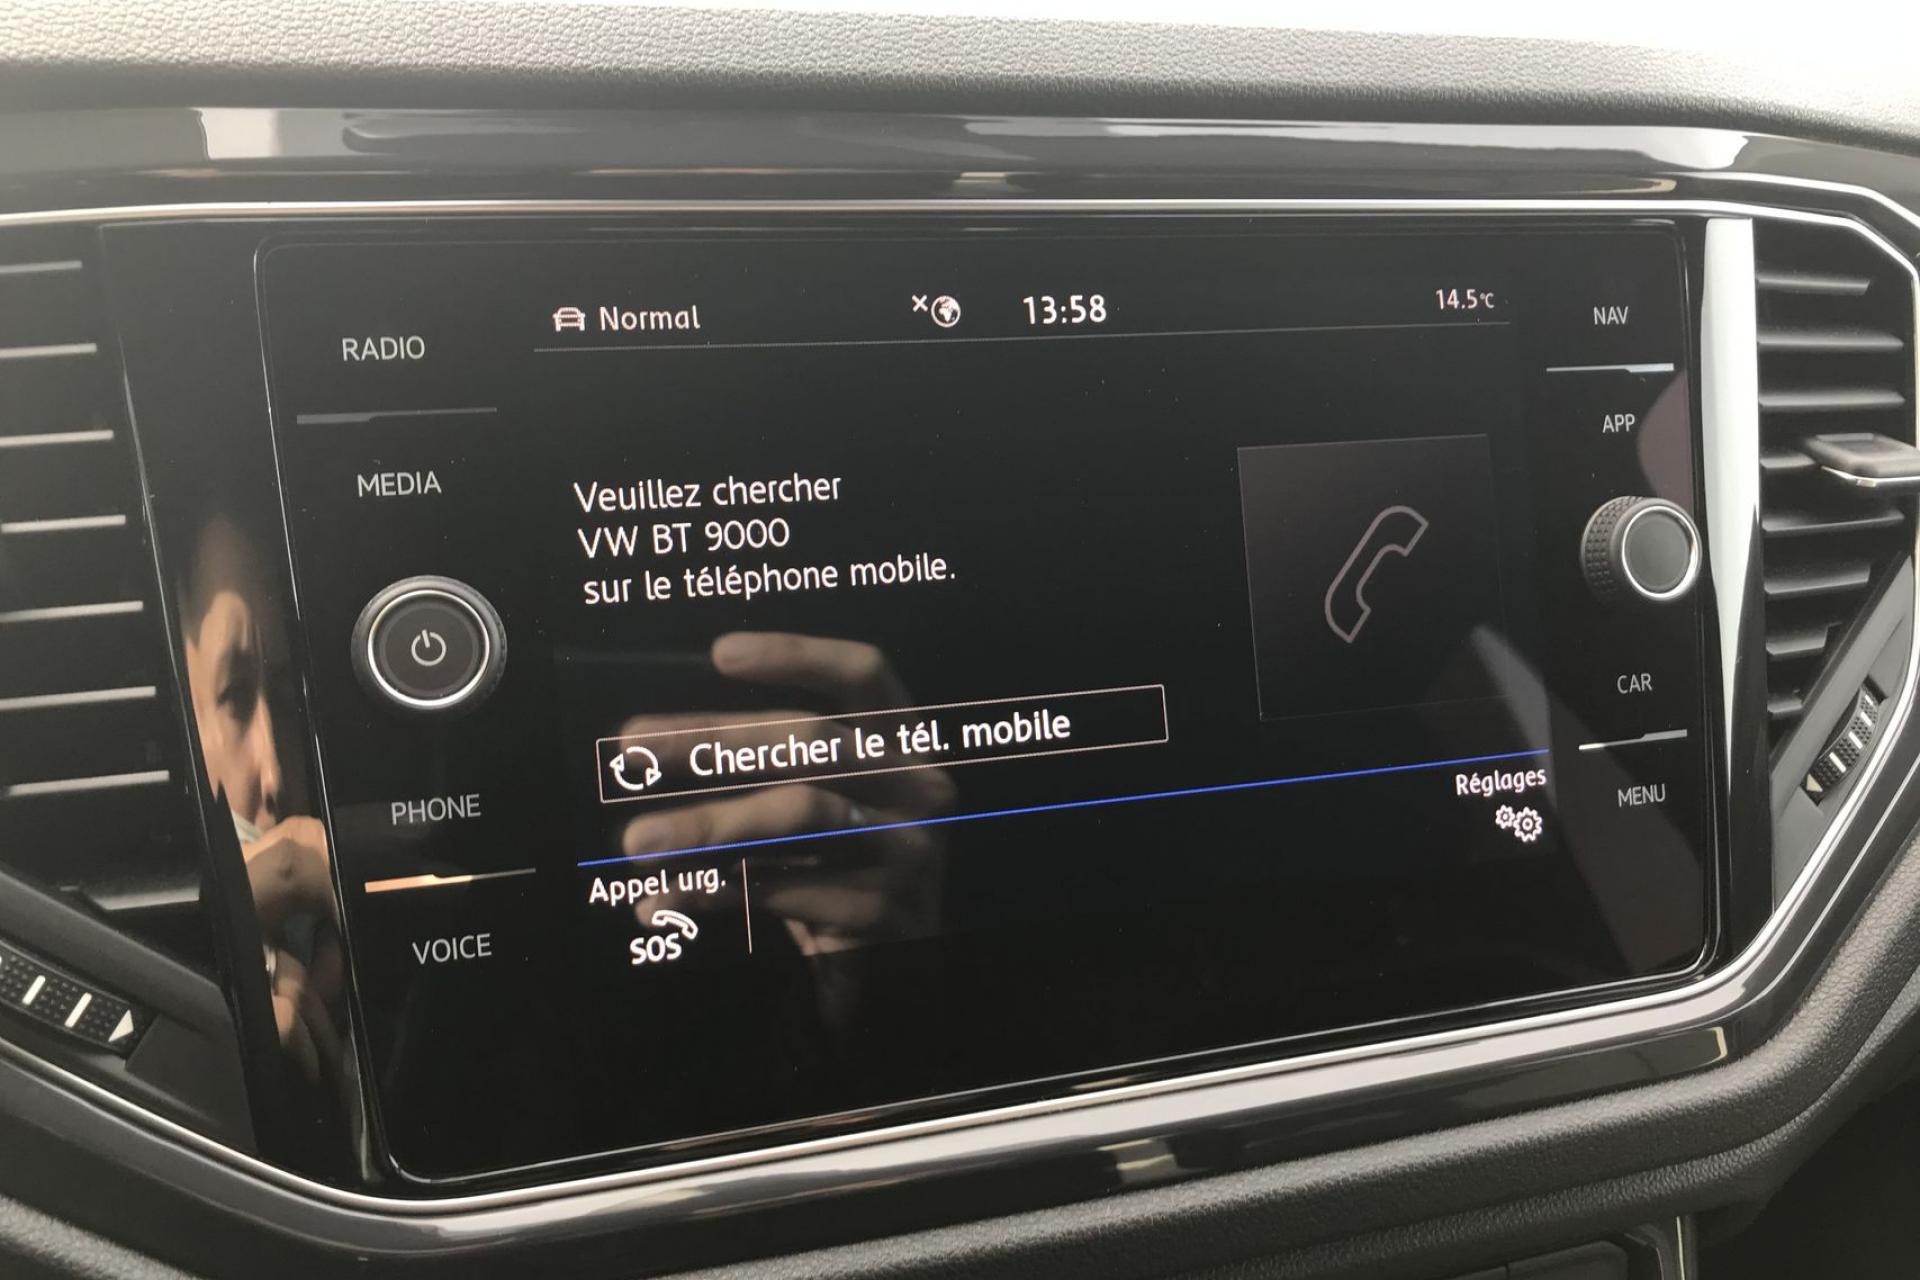 Normal
13:58
14.5°C
RADIO
MEDIA
PHONE
VOICE
Veuillez chercher
VW BT 9000
sur le téléphone mobile.
Chercher le tél. mobile
Réglages
Appel urg.
SOS
NAV
APP
CAR
MENU